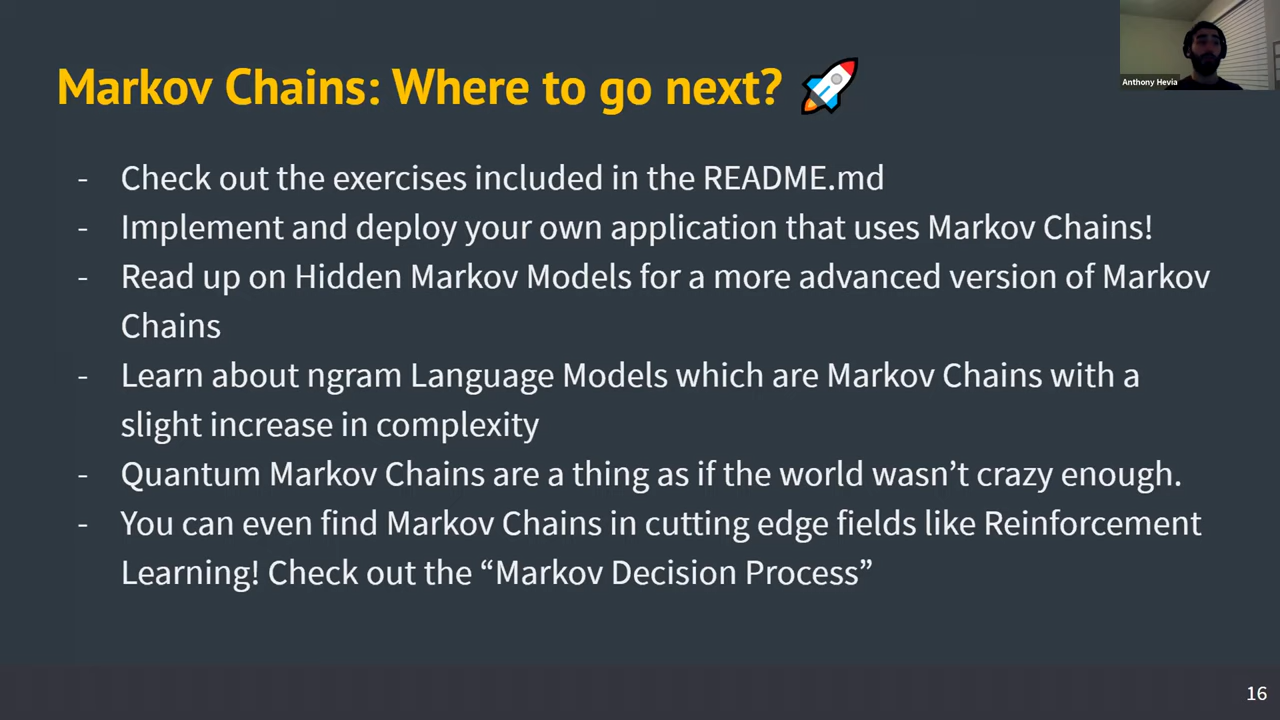 Markov Chains: Where to go next? 🚀
Anthony Hevia
- Check out the exercises included in the README.md
- Implement and deploy your own application that uses Markov Chains!
- Read up on Hidden Markov Models for a more advanced version of Markov
Chains
- Learn about ngram Language Models which are Markov Chains with a
slight increase in complexity
- Quantum Markov Chains are a thing as if the world wasn’t crazy enough.
- You can even find Markov Chains in cutting edge fields like Reinforcement
Learning! Check out the “Markov Decision Process”
16